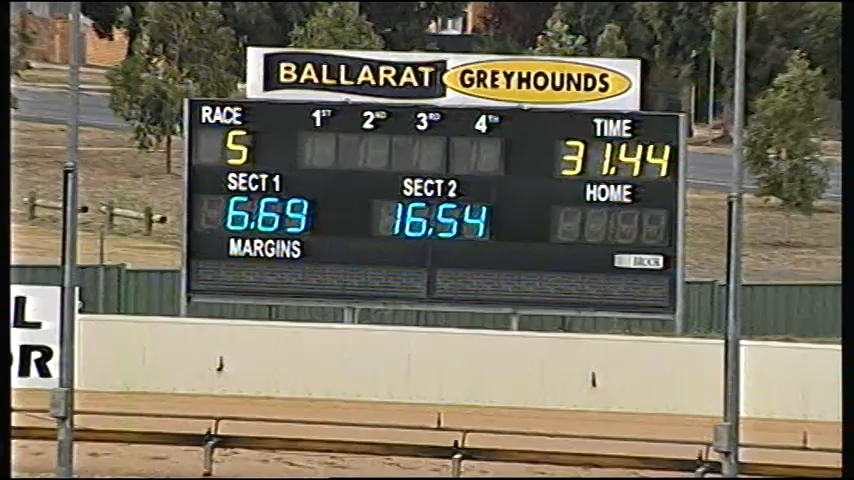 BALLARAT GREYHOUNDS
RACE 1ST 2ND 3RD 4TH TIME
5 31.44
SECT 1 SECT 2 HOME
6.69 16.54
MARGINS
L
OR